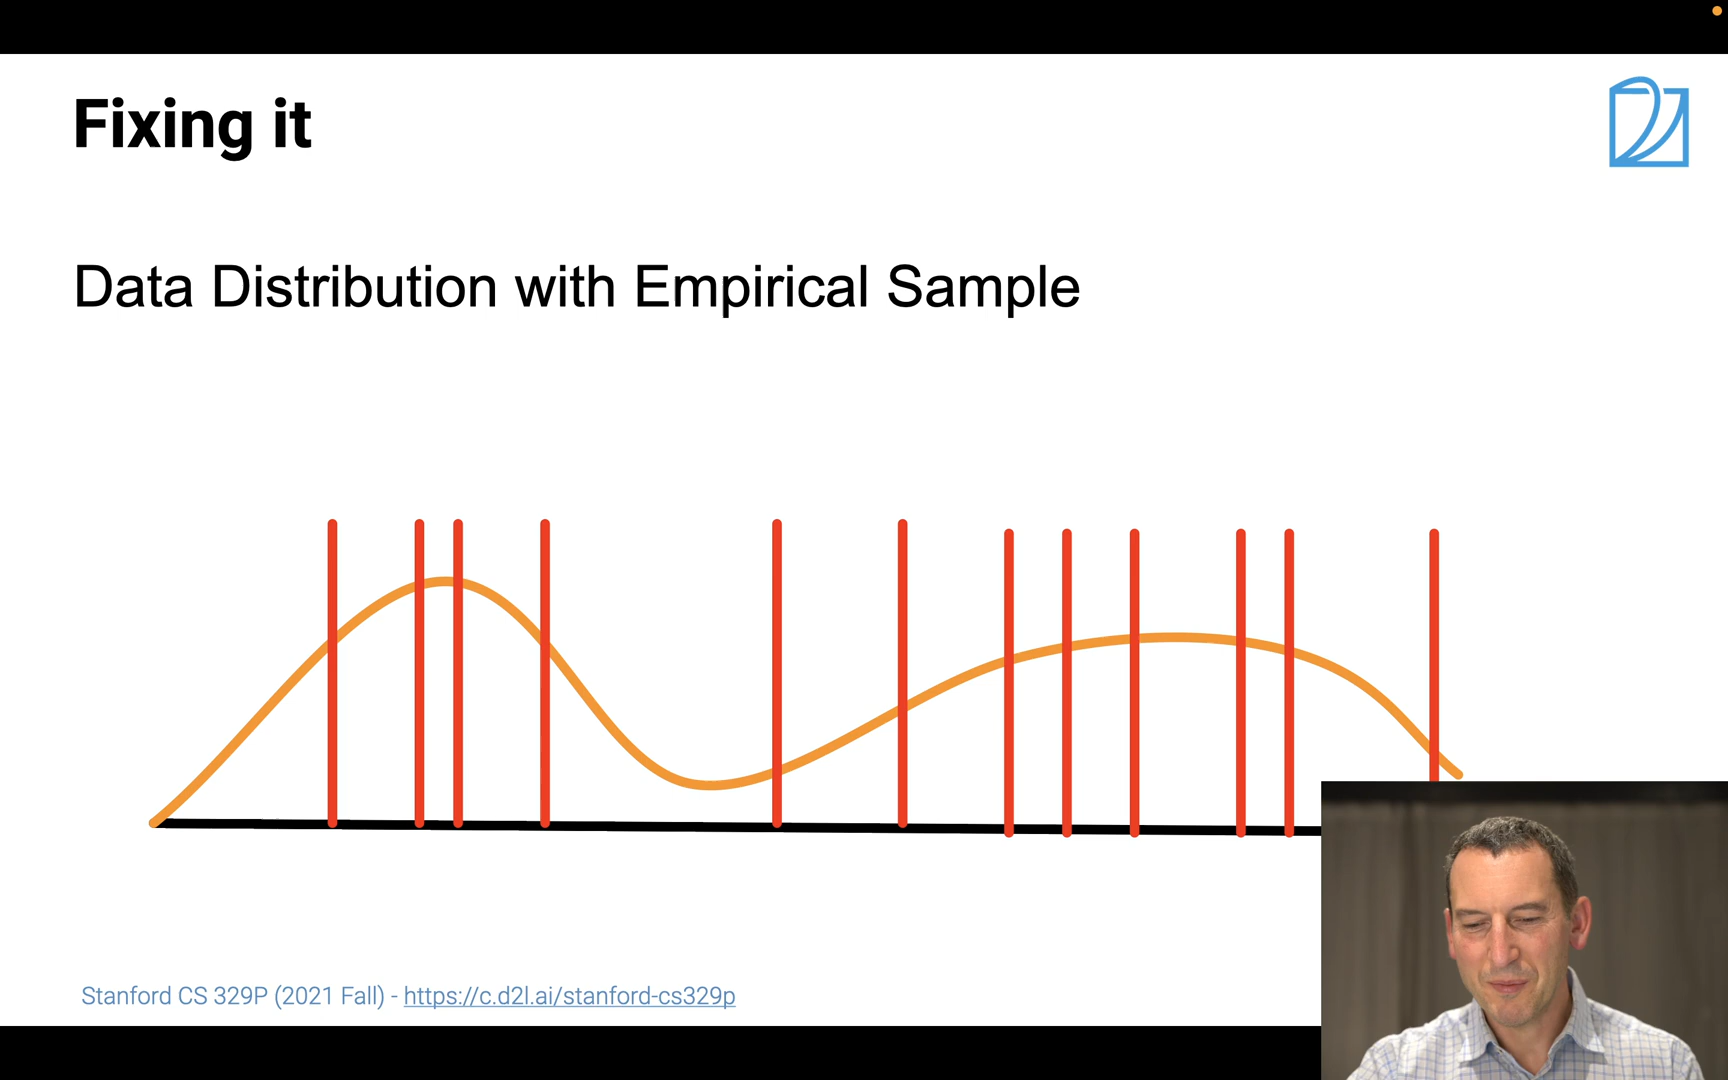 Fixing it
Data Distribution with Empirical Sample
Stanford CS 329P (2021 Fall) - https://c.d2l.ai/stanford-cs329p